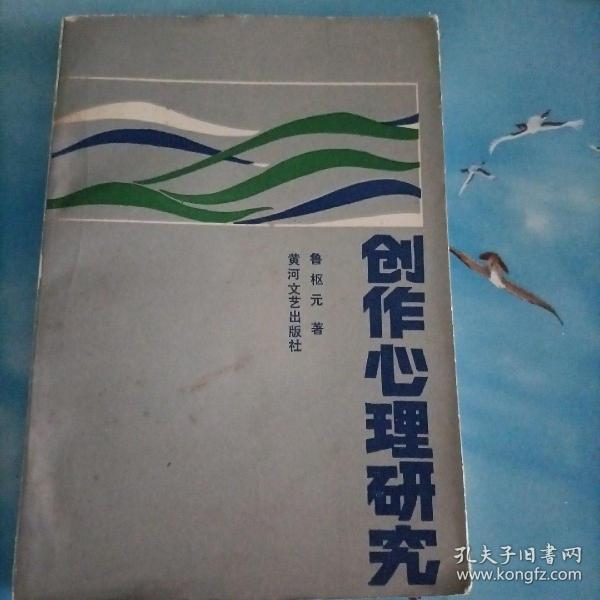 创作心理研究
鲁枢元 著
黄河文艺出版社
孔夫子旧书网
www.kongfz.com